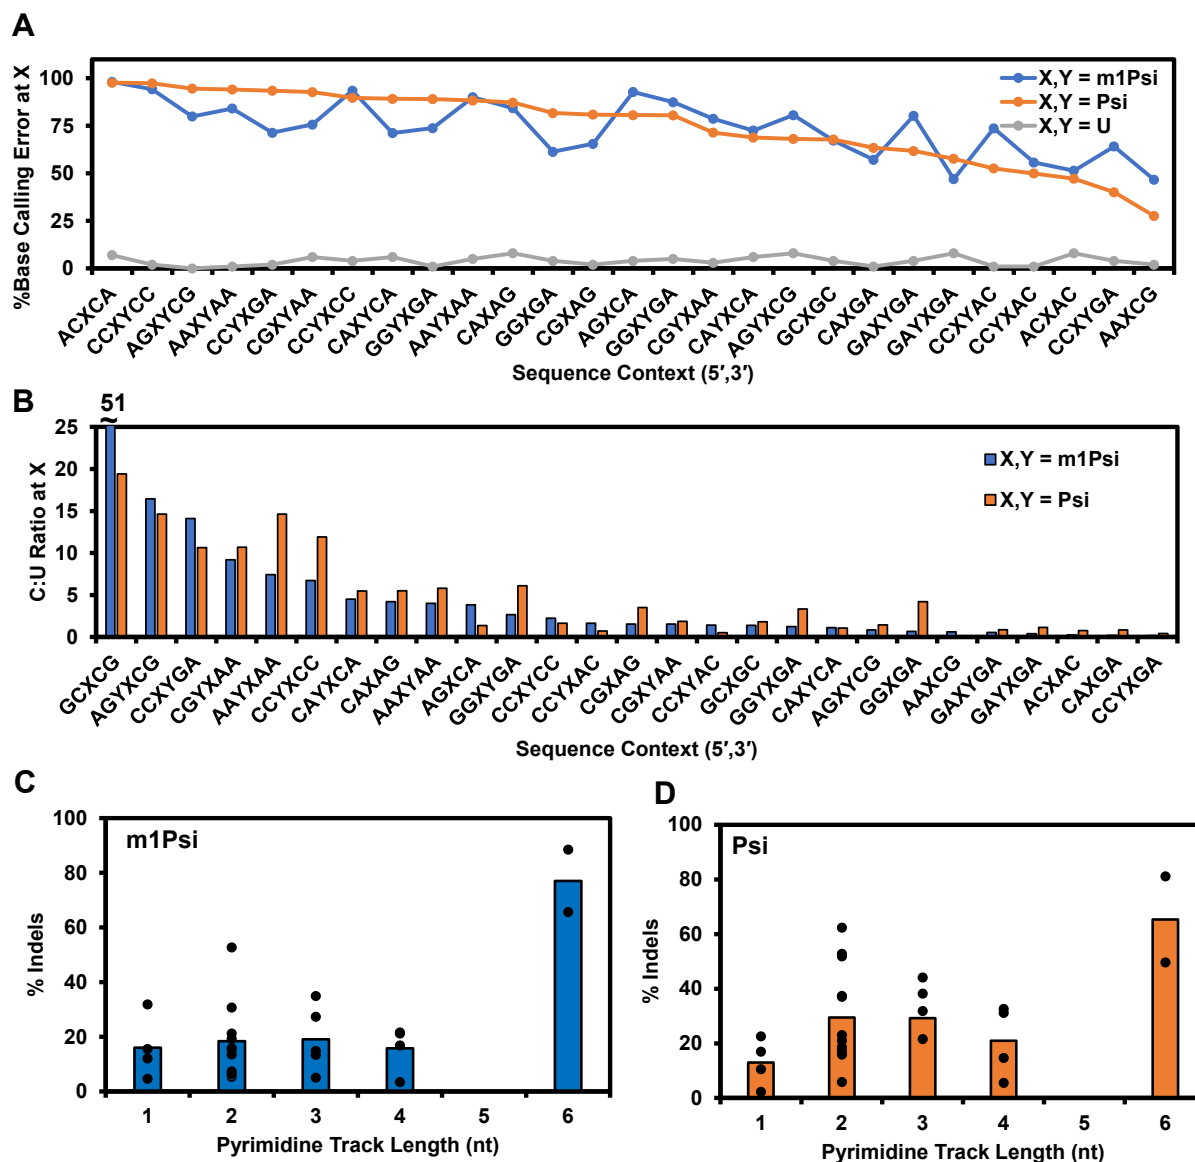 A
%Base Calling Error at X
100
75
50
25
0
X,Y = m1Psi
X,Y = Psi
X,Y = U
ACXCA
CCXYCC
AGXYCG
AAXYAA
CCYXGA
CGXYAA
CCYXCC
CAXYCA
GGYXGA
AAYXAA
CAXAG
GGXGA
CGXAG
AGXCA
GGXYGA
CGYXAA
CAYXCA
AGYXCG
GCXGC
CAXGA
GAXYGA
GAYXGA
CCXYAC
CCYXAC
ACXAC
CCXYGA
AAXCG
Sequence Context (5′,3′)
B
51
~
C:U Ratio at X
25
20
15
10
5
0
X,Y = m1Psi
X,Y = Psi
GCXCG
AGYXCG
CCXYGA
CGYXAA
AAYXAA
CCYXCC
CAYXCA
CAXAG
AAXYAA
AGXCA
GGXYGA
CCXYCC
CCYXAC
CGXAG
CGXYAA
CCXYAC
GCXGC
GGYXGA
CAXYCA
AGXYCG
GGXGA
AAXCG
GAXYGA
GAYXGA
ACXAC
CAXGA
CCYXGA
Sequence Context (5′,3′)
C
m1Psi
% Indels
100
80
60
40
20
0
1 2 3 4 5 6
Pyrimidine Track Length (nt)
D
Psi
% Indels
100
80
60
40
20
0
1 2 3 4 5 6
Pyrimidine Track Length (nt)